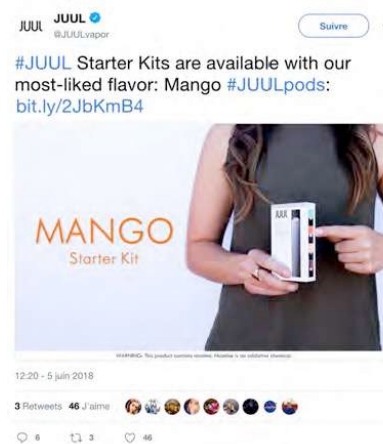 JUUL
JUUL
@JUULvapor
Suivre
#JUUL Starter Kits are available with our
most-liked flavor: Mango #JUULpods:
bit.ly/2JbKmB4
JUUL
MANGO
Starter Kit
WARNING: This product contains nicotine. Nicotine is an addictive chemical.
12:20 - 5 juin 2018
3 Retweets 46 J'aime
6 3 46